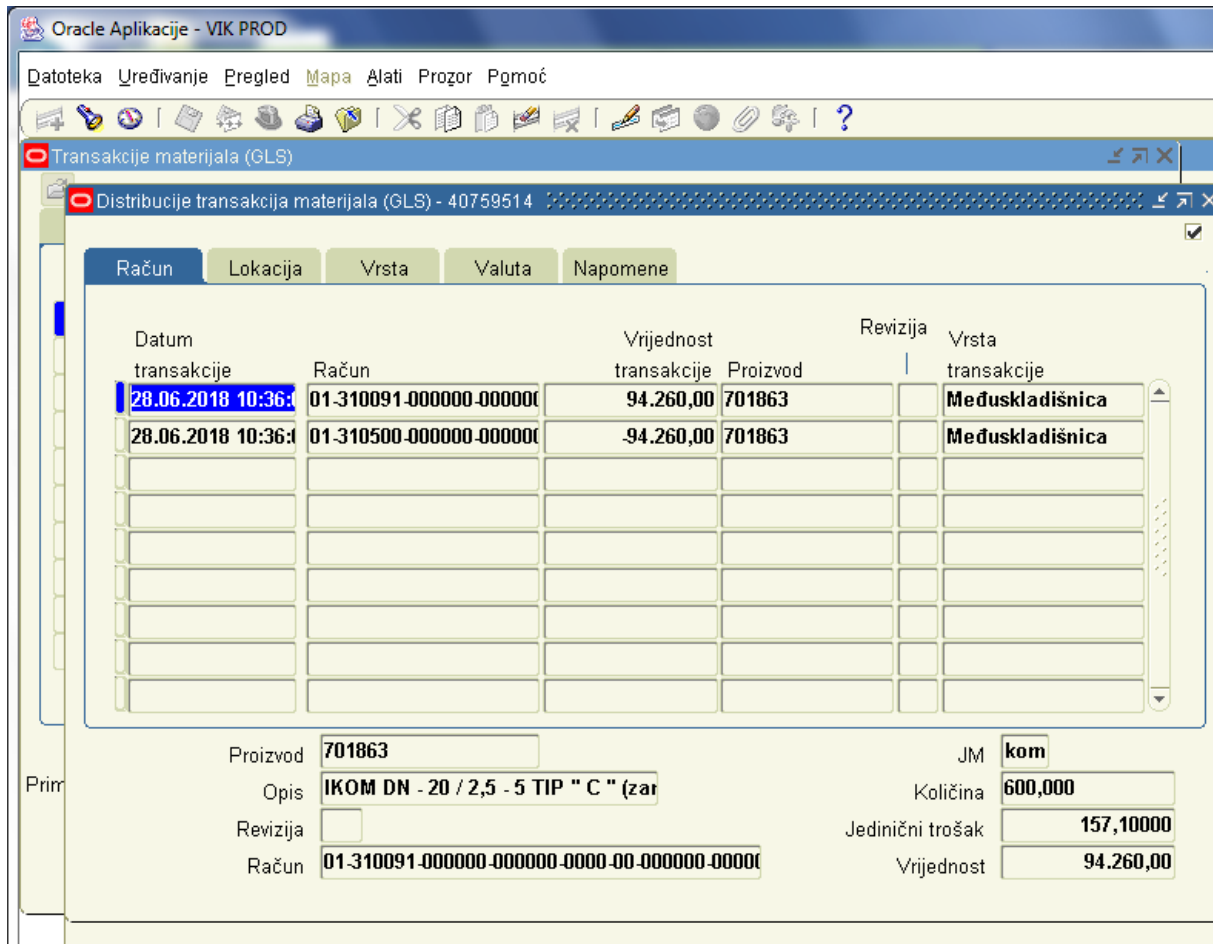 Oracle Aplikacije - VIK PROD
Datoteka Uređivanje Pregled Mapa Alati Prozor Pomoć
Transakcije materijala (GLS)
Distribucije transakcija materijala (GLS) - 40759514
Račun Lokacija Vrsta Valuta Napomene
Datum transakcije Račun Vrijednost transakcije Proizvod Revizija Vrsta transakcije
28.06.2018 10:36:0 01-310091-000000-000000 94.260,00 701863 Međuskladišnica
28.06.2018 10:36:0 01-310500-000000-000000 -94.260,00 701863 Međuskladišnica
Proizvod 701863 JM kom
Prim
Opis IKOM DN - 20 / 2,5 - 5 TIP " C " (zar Količina 600,000
Revizija Jedinični trošak 157,10000
Račun 01-310091-000000-000000-0000-00-000000-00000 Vrijednost 94.260,00